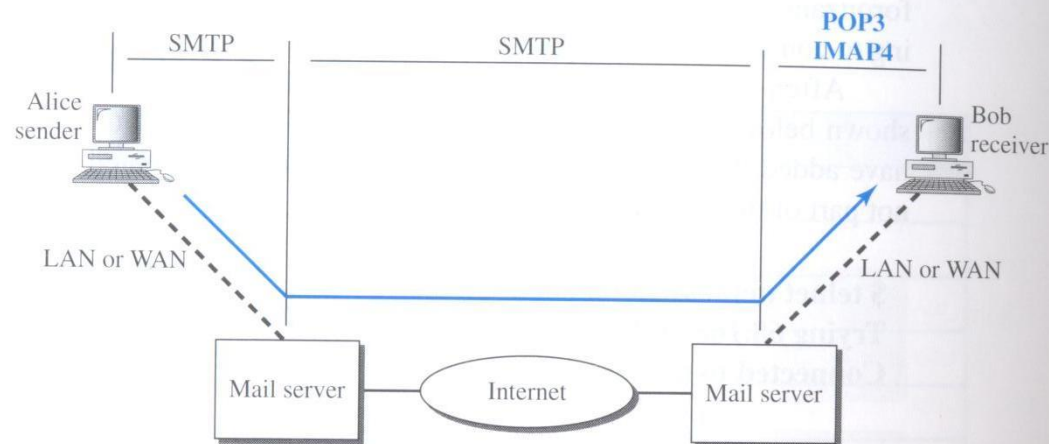 POP3
SMTP
SMTP
IMAP4
Alice
sender
Bob
receiver
LAN or WAN
LAN or WAN
Mail server
Internet
Mail server